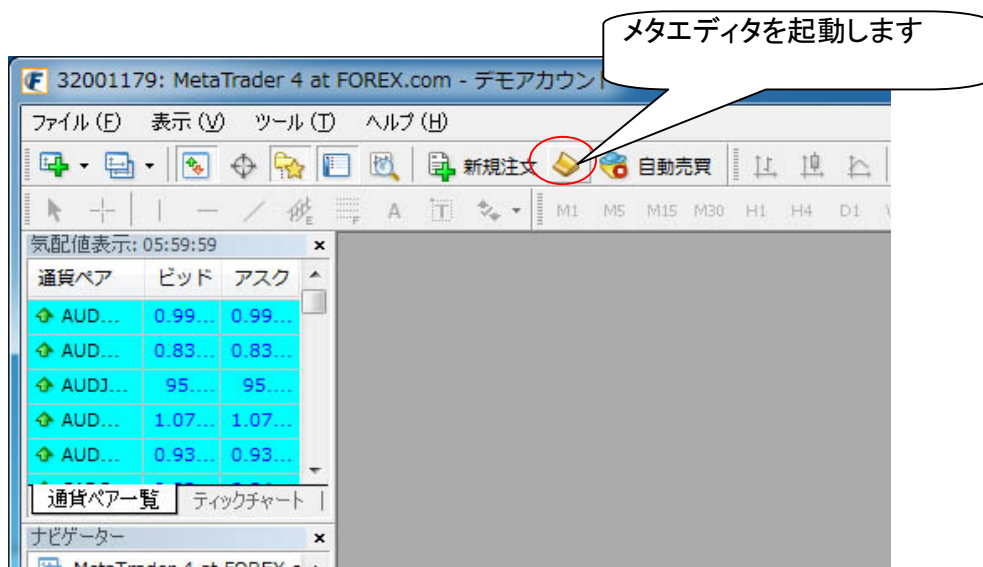 メタエディタを起動します
32001179: MetaTrader 4 at FOREX.com - デモアカウント
ファイル (F) 表示 (V) ツール (T) ヘルプ (H)
新規注文 自動売買
E F A T M1 M5 M15 M30 H1 H4 D1
気配値表示: 05:59:59
通貨ペア ビッド アスク
AUD... 0.99... 0.99...
AUD... 0.83... 0.83...
AUDJ... 95.... 95....
AUD... 1.07... 1.07...
AUD... 0.93... 0.93...
通貨ペア一覧 ティックチャート
ナビゲーター
MetaTrader 4 at FOREX.c